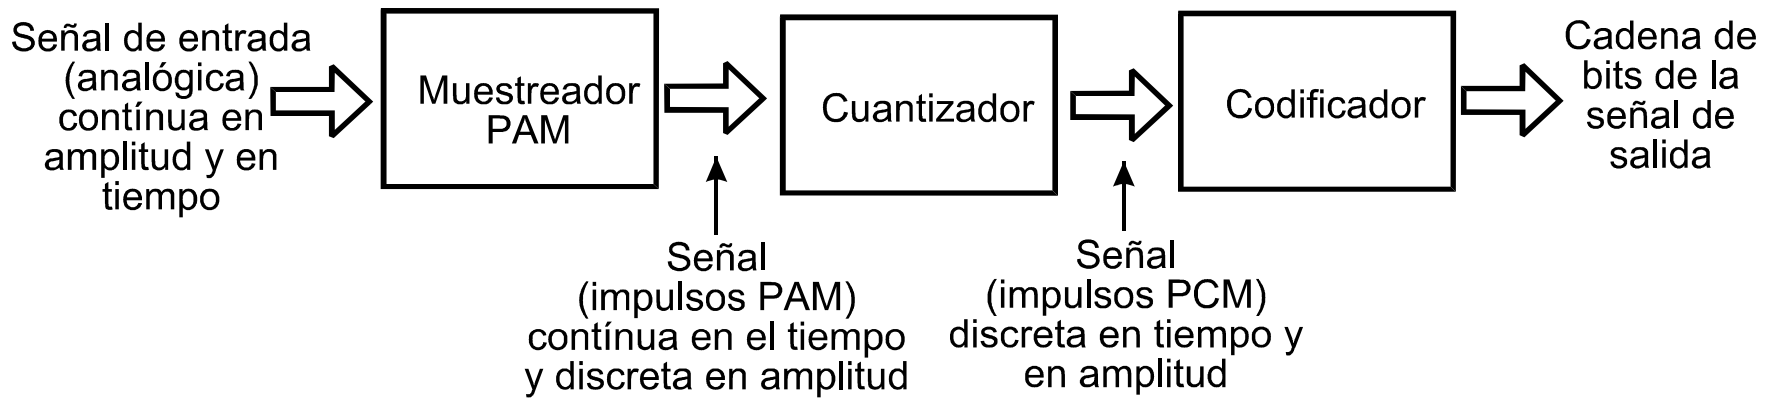 Señal de entrada
(analógica)
contínua en
amplitud y en
tiempo
Muestreador
PAM
Señal
(impulsos PAM)
contínua en el tiempo
y discreta en amplitud
Cuantizador
Señal
(impulsos PCM)
discreta en tiempo y
en amplitud
Codificador
Cadena de
bits de la
señal de
salida